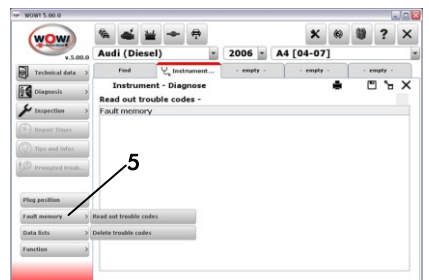 WOW! 5.00.0
WOW!
v.5.00.0
Audi (Diesel)
2006
A4 [04-07]
Technical data
Find
Instrument...
- empty -
- empty -
- empty -
Diagnosis
Instrument - Diagnose
Read out trouble codes -
Inspection
Fault memory
Repair Times
Tips and Infos
Prompted troub...
5
Plug position
Fault memory
Read out trouble codes
Data lists
Delete trouble codes
Function